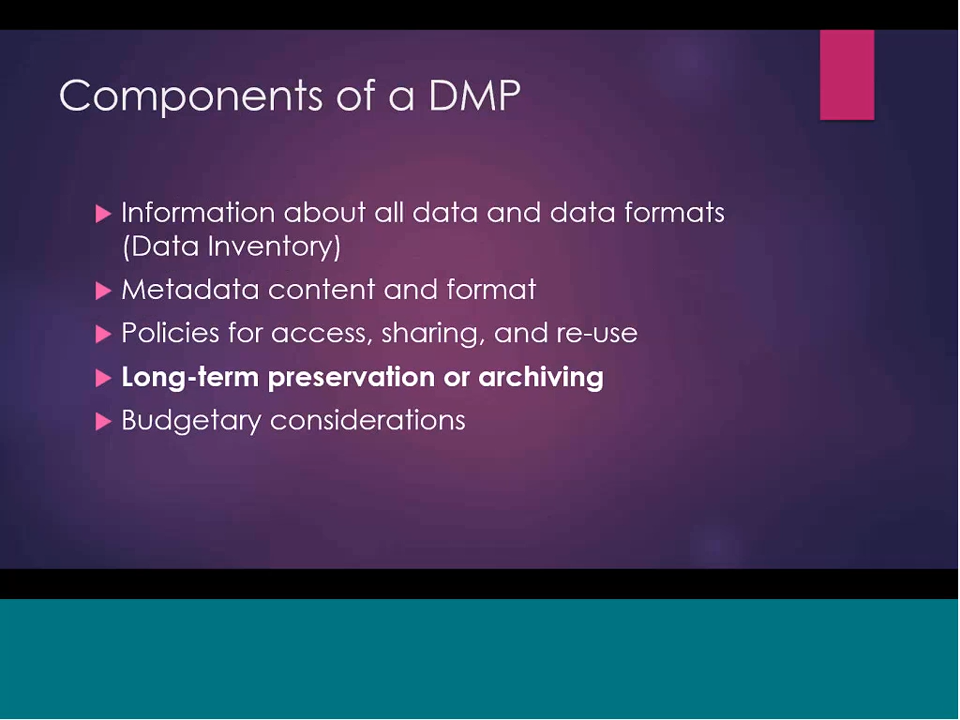 Components of a DMP
Information about all data and data formats
(Data Inventory)
Metadata content and format
Policies for access, sharing, and re-use
Long-term preservation or archiving
Budgetary considerations